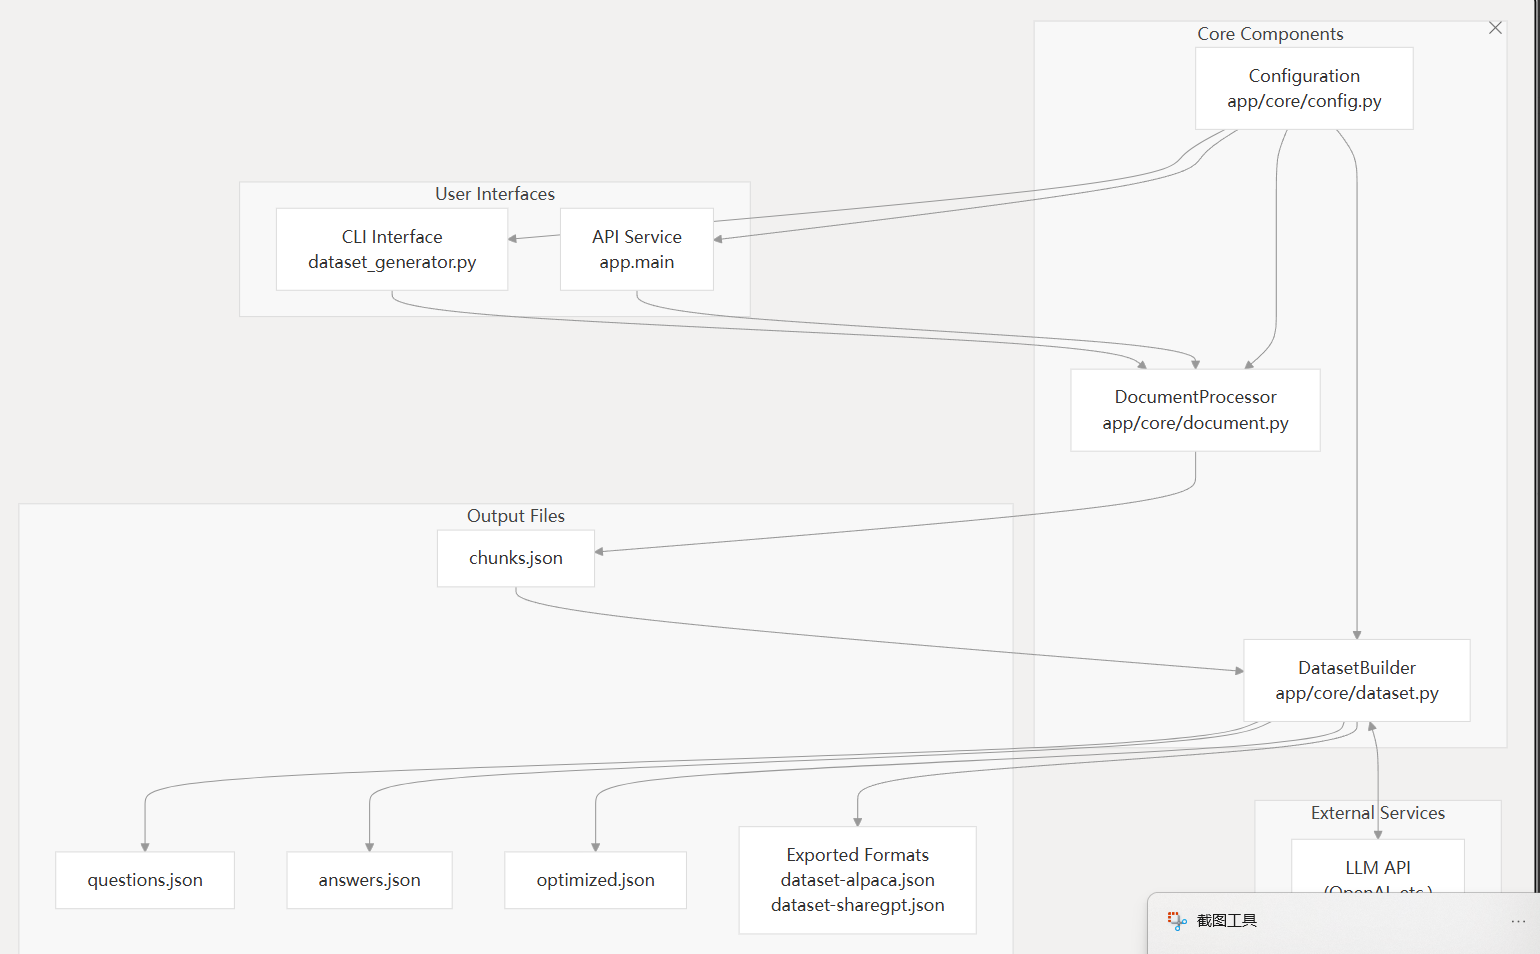 Core Components
Configuration
app/core/config.py
User Interfaces
CLI Interface
dataset_generator.py
API Service
app.main
DocumentProcessor
app/core/document.py
Output Files
chunks.json
DatasetBuilder
app/core/dataset.py
External Services
LLM API
(OpenAI, etc.)
questions.json
answers.json
optimized.json
Exported Formats
dataset-alpaca.json
dataset-sharegpt.json
截图工具